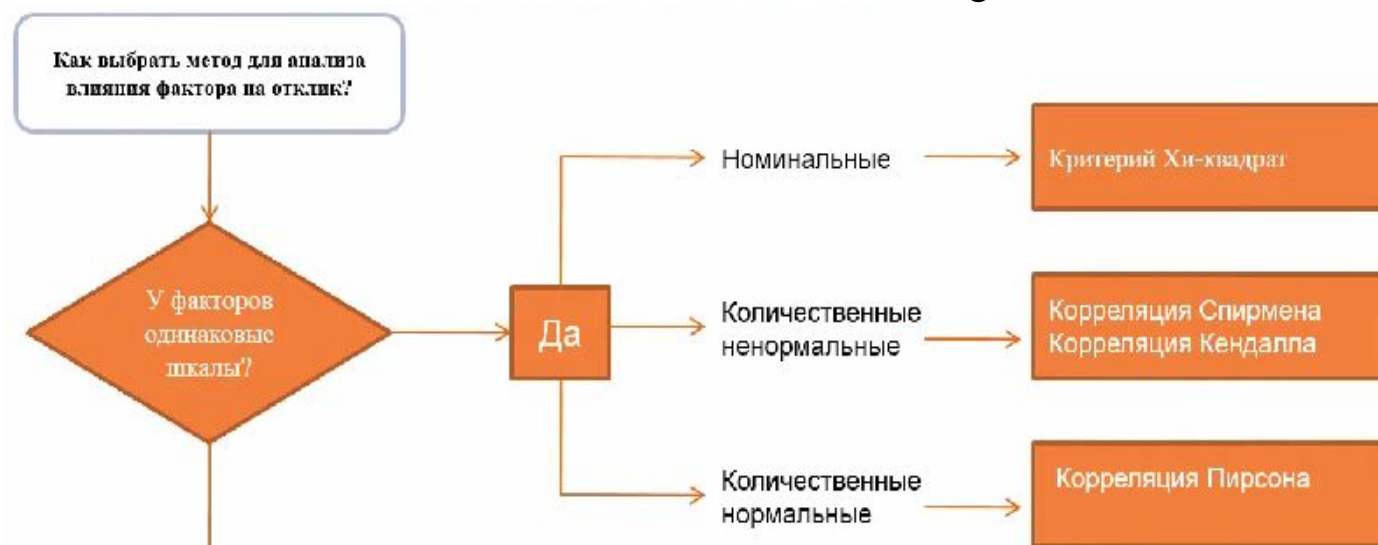 Как выбрать метод для анализа
влияния фактора на отклик?
У факторов
одинаковые
шкалы?
Да
Номинальные
Критерий Хи-квадрат
Количественные
ненормальные
Корреляция Спирмена
Корреляция Кендалла
Количественные
нормальные
Корреляция Пирсона